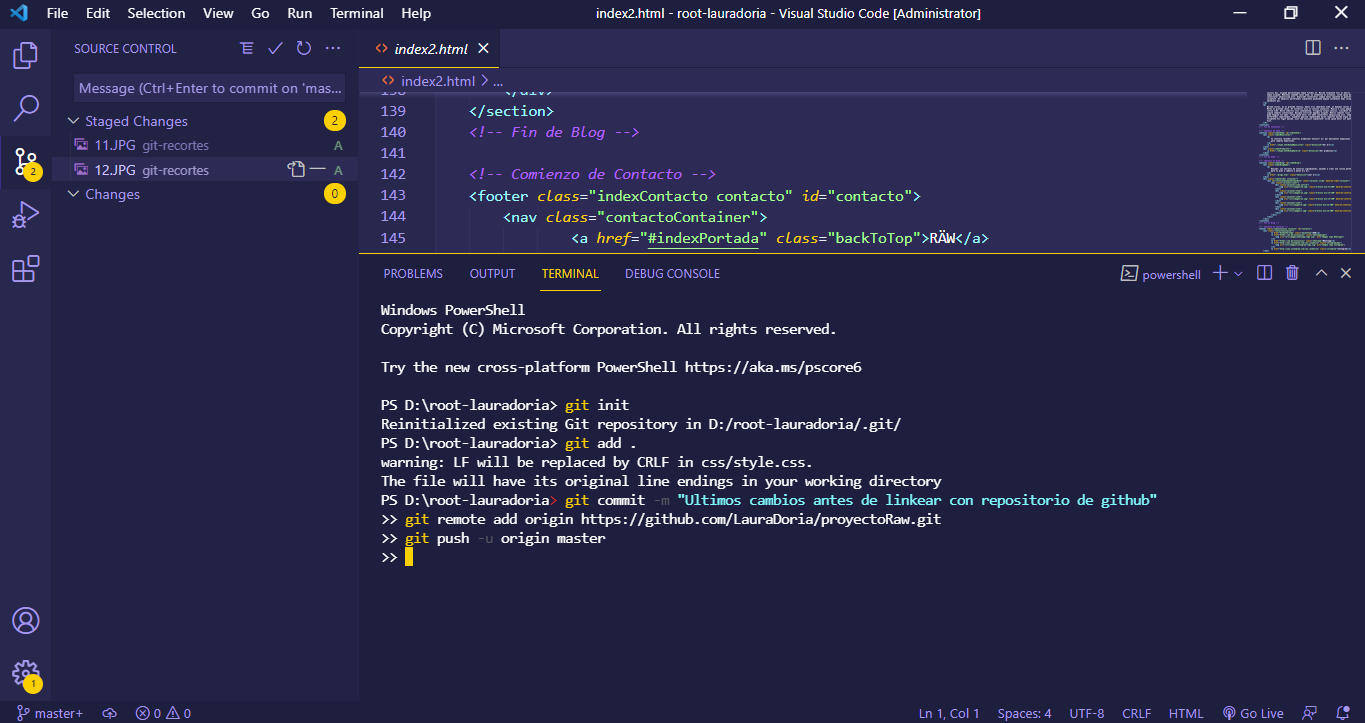 File Edit Selection View Go Run Terminal Help index2.html - root-lauradoria - Visual Studio Code [Administrator]
SOURCE CONTROL
Message (Ctrl+Enter to commit on 'mas...
Staged Changes 2
11.JPG git-recortes A
12.JPG git-recortes A
Changes 0
2
1
index2.html
index2.html > ...
138 </div>
139 </section>
140 <!-- Fin de Blog -->
141
142 <!-- Comienzo de Contacto -->
143 <footer class="indexContacto contacto" id="contacto">
144 <nav class="contactoContainer">
145 <a href="#indexPortada" class="backToTop">RÄW</a>
PROBLEMS OUTPUT TERMINAL DEBUG CONSOLE powershell
Windows PowerShell
Copyright (C) Microsoft Corporation. All rights reserved.
Try the new cross-platform PowerShell https://aka.ms/pscore6
PS D:\root-lauradoria> git init
Reinitialized existing Git repository in D:/root-lauradoria/.git/
PS D:\root-lauradoria> git add .
warning: LF will be replaced by CRLF in css/style.css.
The file will have its original line endings in your working directory
PS D:\root-lauradoria> git commit -m "Ultimos cambios antes de linkear con repositorio de github"
>> git remote add origin https://github.com/LauraDoria/proyectoRaw.git
>> git push -u origin master
>>
master+ 0 0 Ln 1, Col 1 Spaces: 4 UTF-8 CRLF HTML Go Live